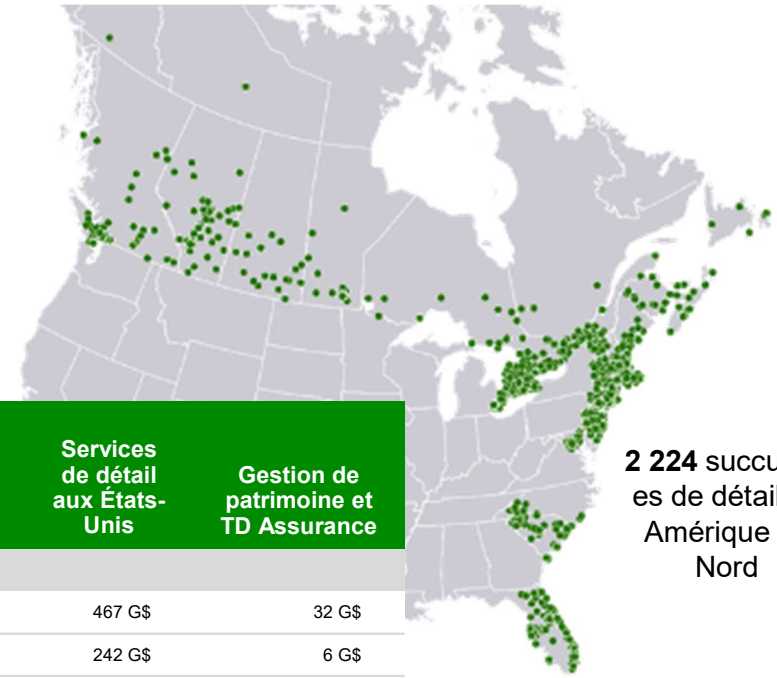 Services
de détail
aux États-
Unis
Gestion de
patrimoine et
TD Assurance
467 G$ 32 G$
242 G$ 6 G$
2 224
es de détail
Amérique
Nord